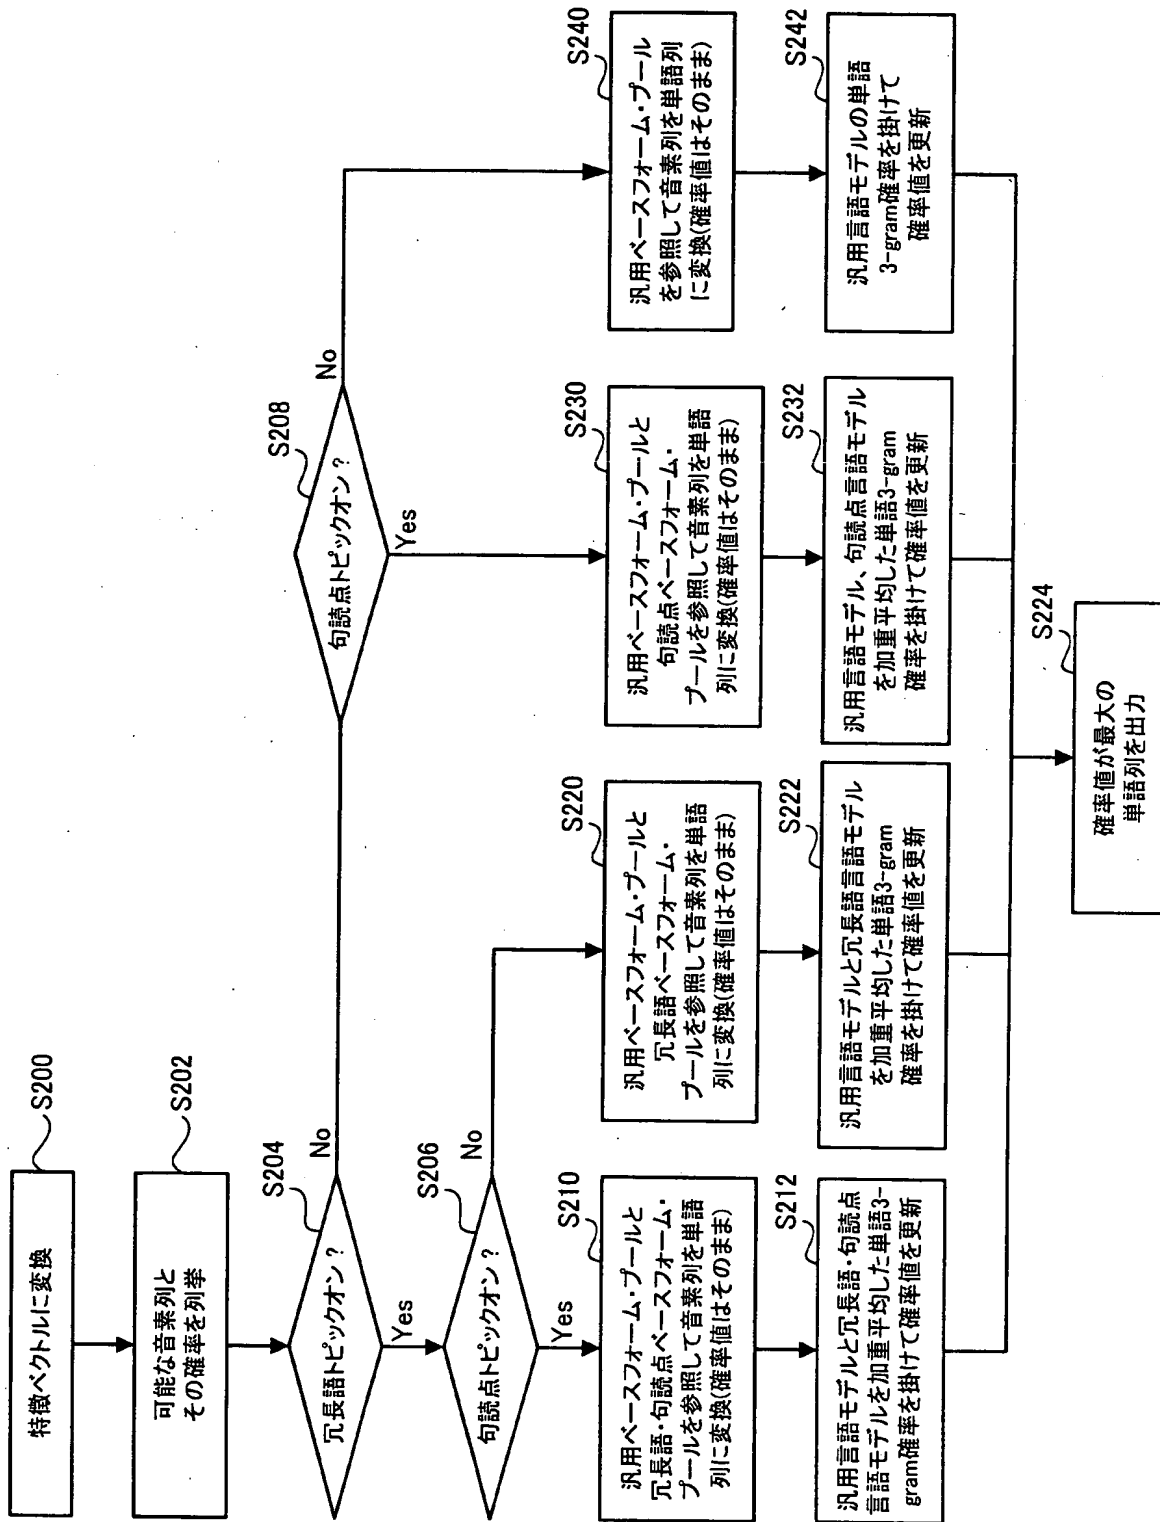 特徴ベクトルに変換
S200
可能な音素列と
その確率を列挙
S202
冗長語トピックオン?
S204
Yes
No
句読点トピックオン?
S206
Yes
No
句読点トピックオン?
S208
Yes
No
汎用ベースフォーム・プールと
冗長語・句読点ベースフォーム・
プールを参照して音素列を単語
列に変換(確率値はそのまま)
S210
汎用言語モデルと冗長語・句読点
言語モデルを加重平均した単語3-
gram確率を掛けて確率値を更新
S212
汎用ベースフォーム・プールと
冗長語ベースフォーム・
プールを参照して音素列を単語
列に変換(確率値はそのまま)
S220
汎用言語モデルと冗長語言語モデル
を加重平均した単語3-gram
確率を掛けて確率値を更新
S222
汎用ベースフォーム・プールと
句読点ベースフォーム・
プールを参照して音素列を単語
列に変換(確率値はそのまま)
S230
汎用言語モデル、句読点言語モデル
を加重平均した単語3-gram
確率を掛けて確率値を更新
S232
汎用ベースフォーム・プール
を参照して音素列を単語列
に変換(確率値はそのまま)
S240
汎用言語モデルの単語
3-gram確率を掛けて
確率値を更新
S242
確率値が最大の
単語列を出力
S224